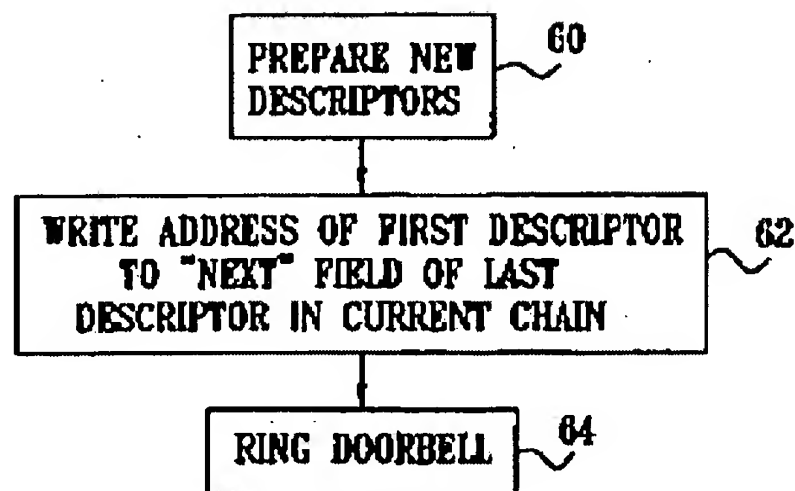 PREPARE NEW
DESCRIPTORS
60
WRITE ADDRESS OF FIRST DESCRIPTOR
TO "NEXT" FIELD OF LAST
DESCRIPTOR IN CURRENT CHAIN
62
RING DOORBELL
64